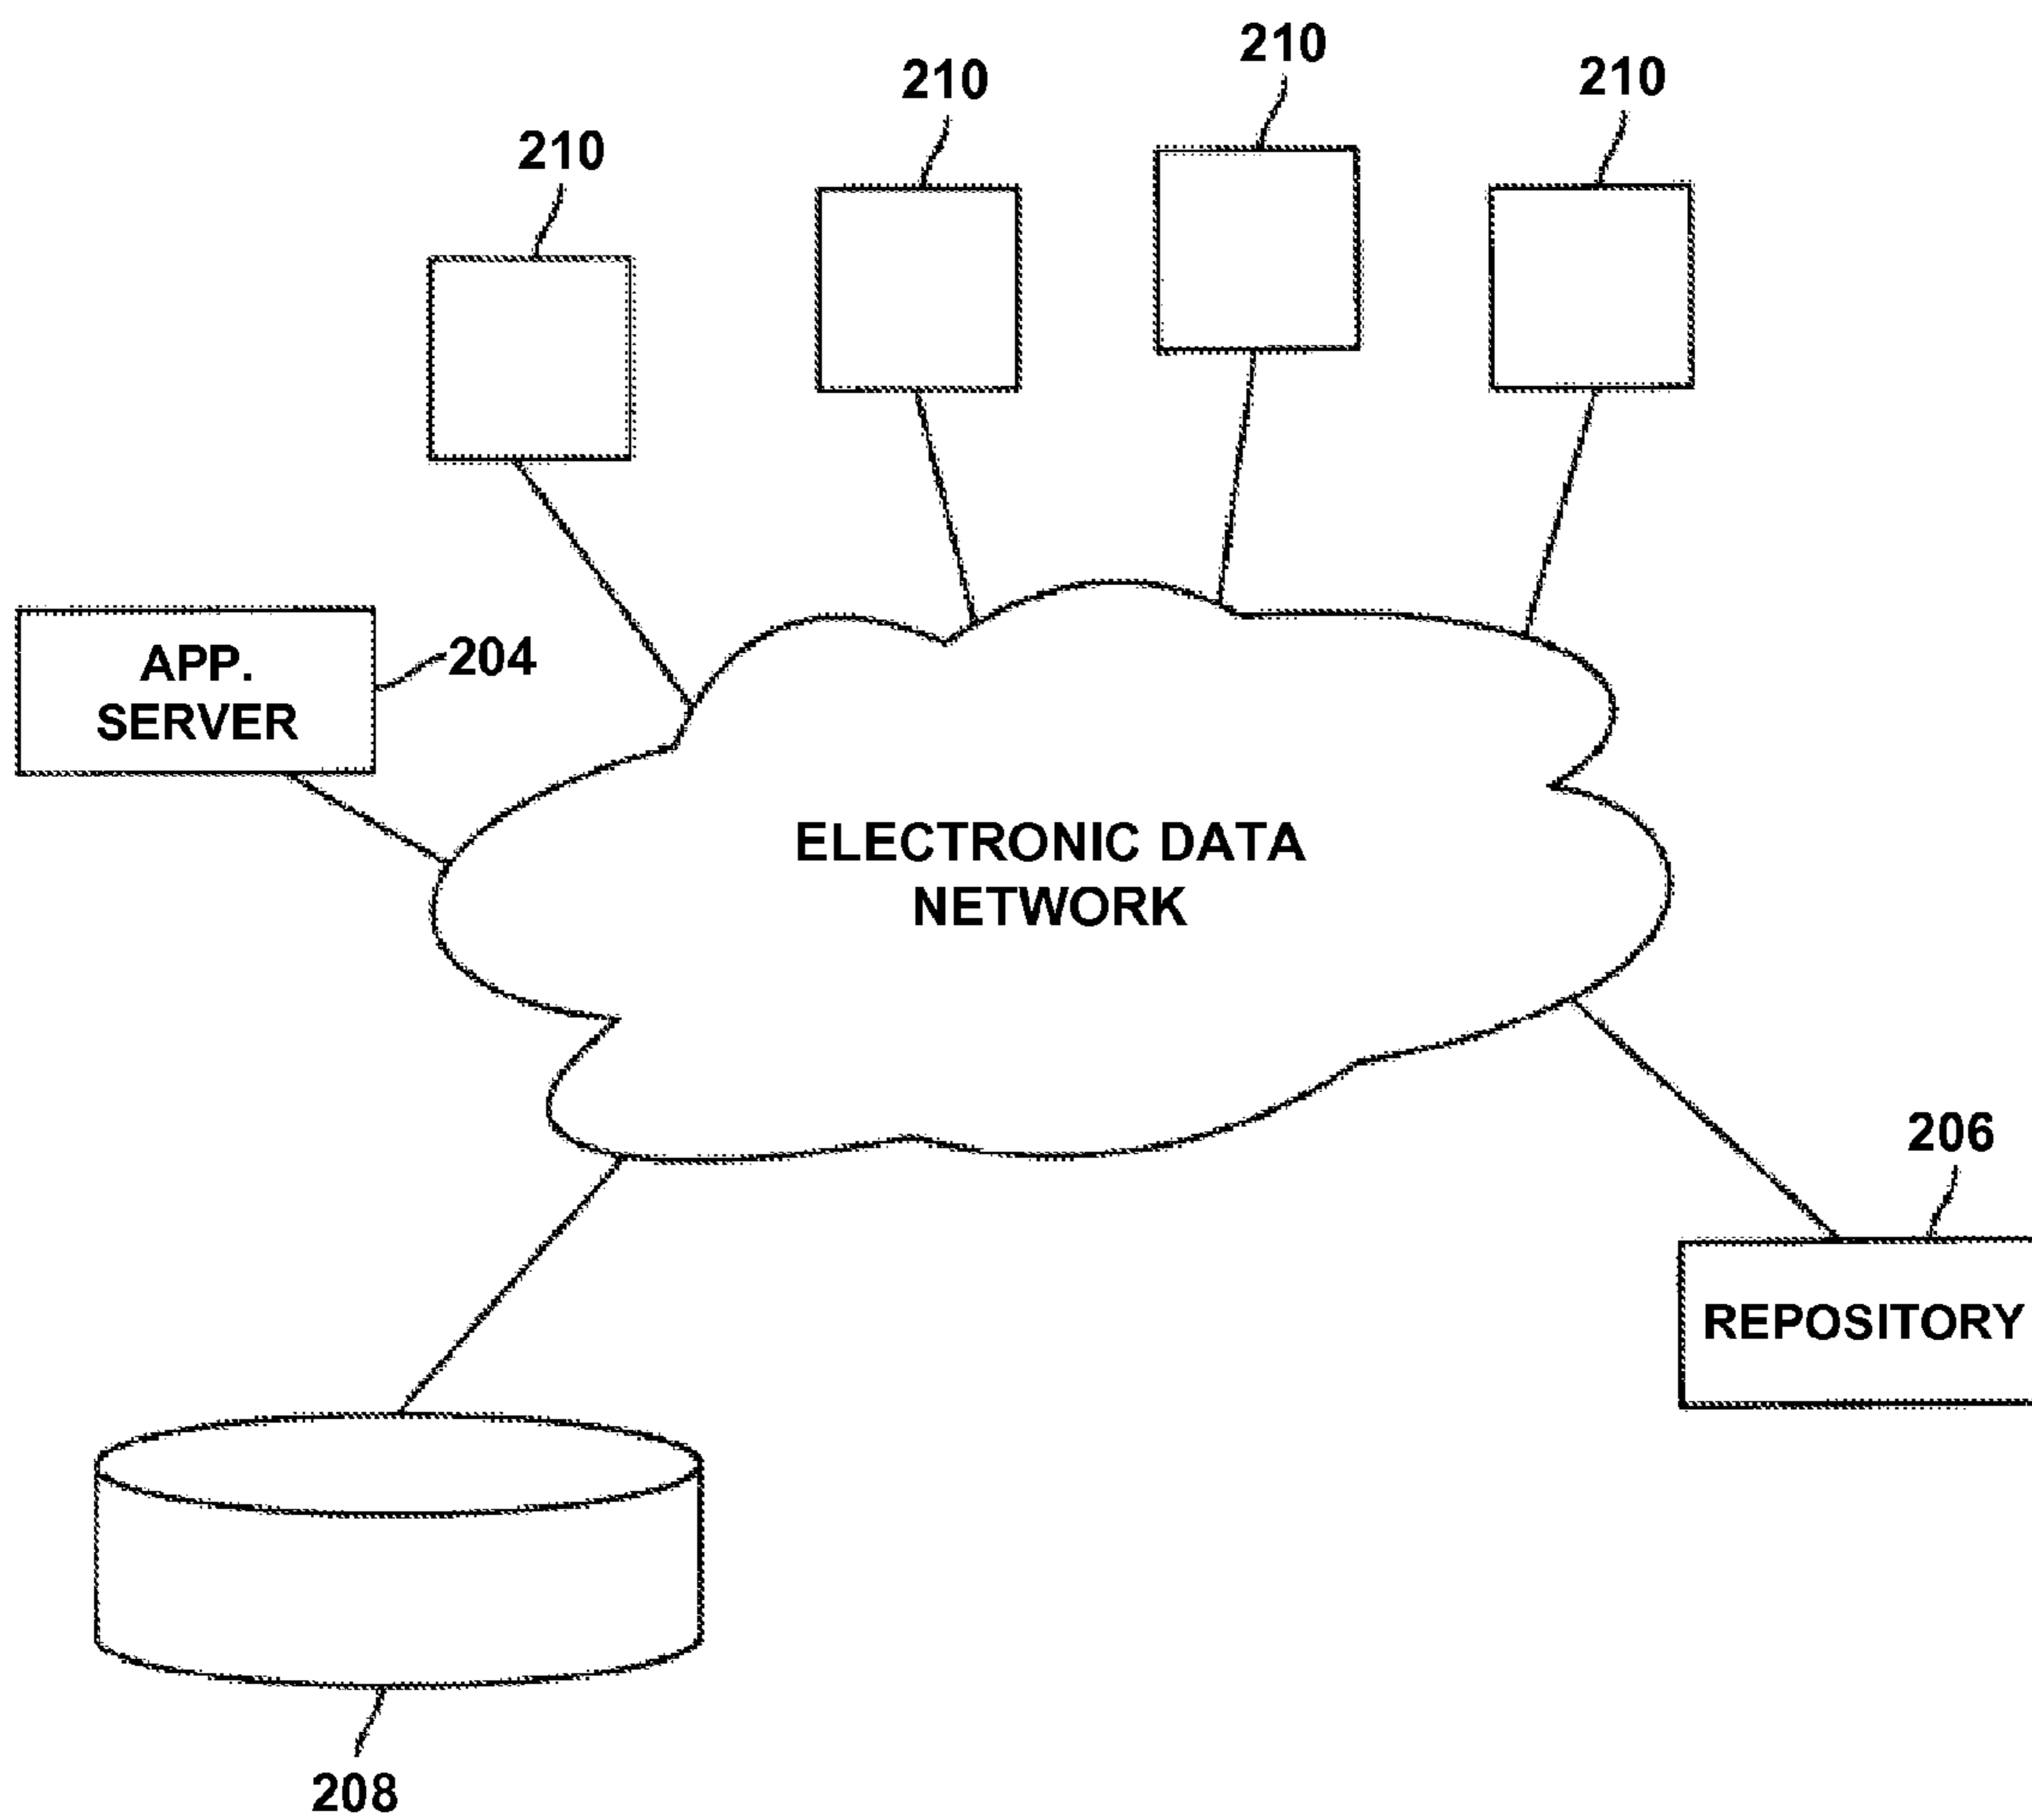 210
210
210
210
APP.
SERVER
204
ELECTRONIC DATA
NETWORK
206
REPOSITORY
208